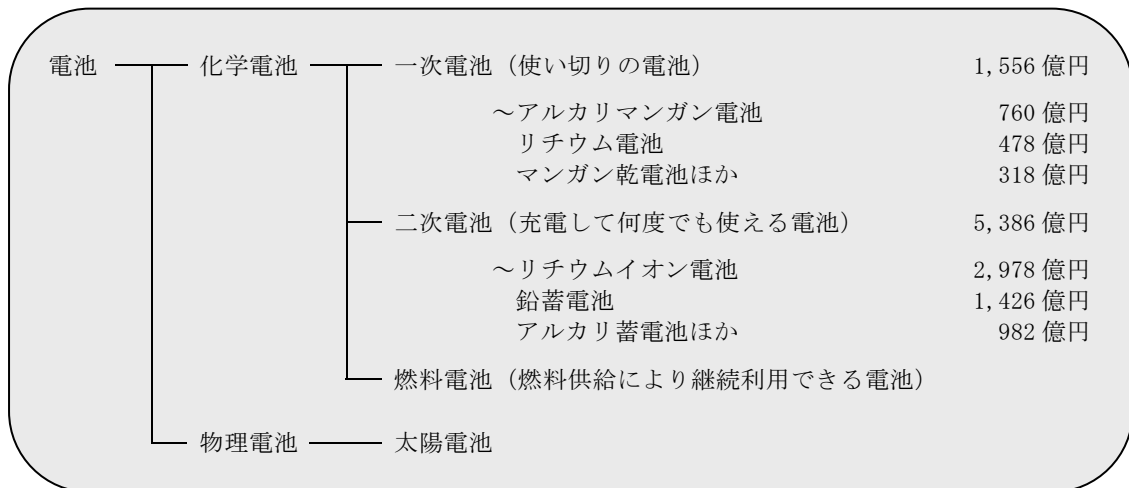 電池 化学電池 一次電池（使い切りの電池） 1,556 億円
～アルカリマンガン電池 760 億円
リチウム電池 478 億円
マンガン乾電池ほか 318 億円
二次電池（充電して何度でも使える電池） 5,386 億円
～リチウムイオン電池 2,978 億円
鉛蓄電池 1,426 億円
アルカリ蓄電池ほか 982 億円
燃料電池（燃料供給により継続利用できる電池）
物理電池 太陽電池